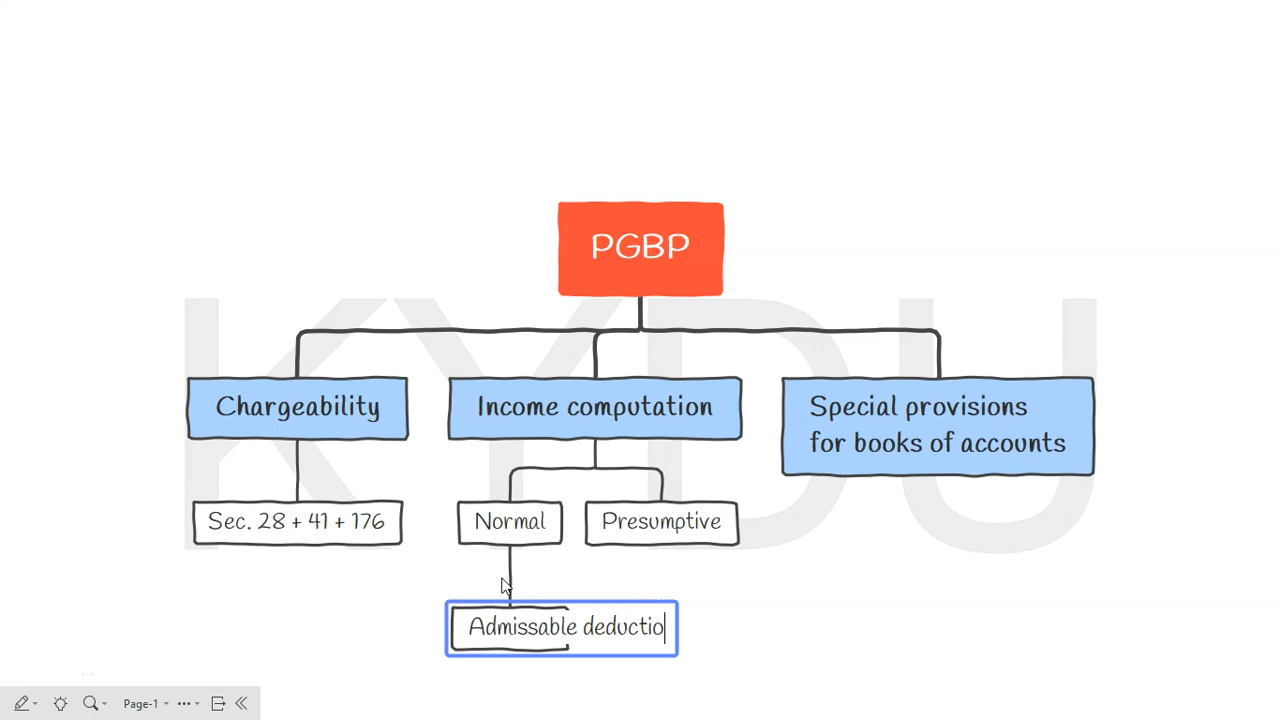 PGBP
KYDU
Chargeability
Income computation
Special provisions
for books of accounts
Sec. 28 + 41 + 176
Normal
Presumptive
Admissable deductio
Page-1